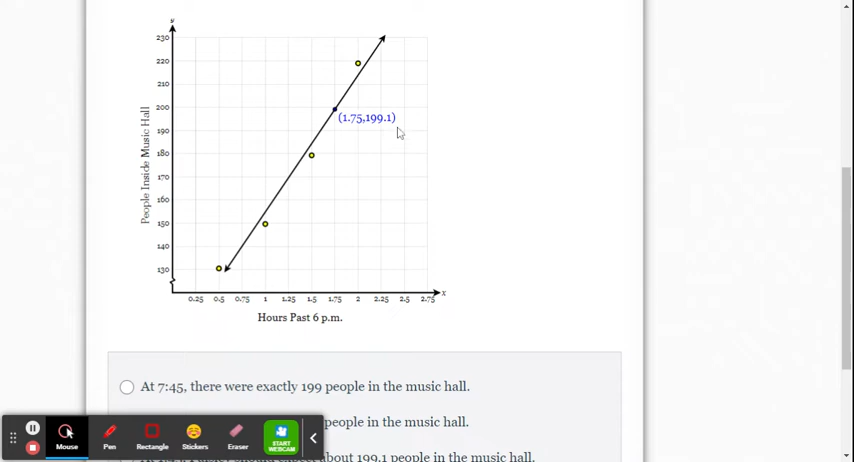 y
230
220
210
200
190
180
170
160
150
140
130
People Inside Music Hall
(1.75,199.1)
0.25 0.5 0.75 1 1.25 1.5 1.75 2 2.25 2.5 2.75 x
Hours Past 6 p.m.
At 7:45, there were exactly 199 people in the music hall.
people in the music hall.
should expect about 199.1 people in the music hall.
Mouse Pen Rectangle Stickers Eraser START WEBCAM